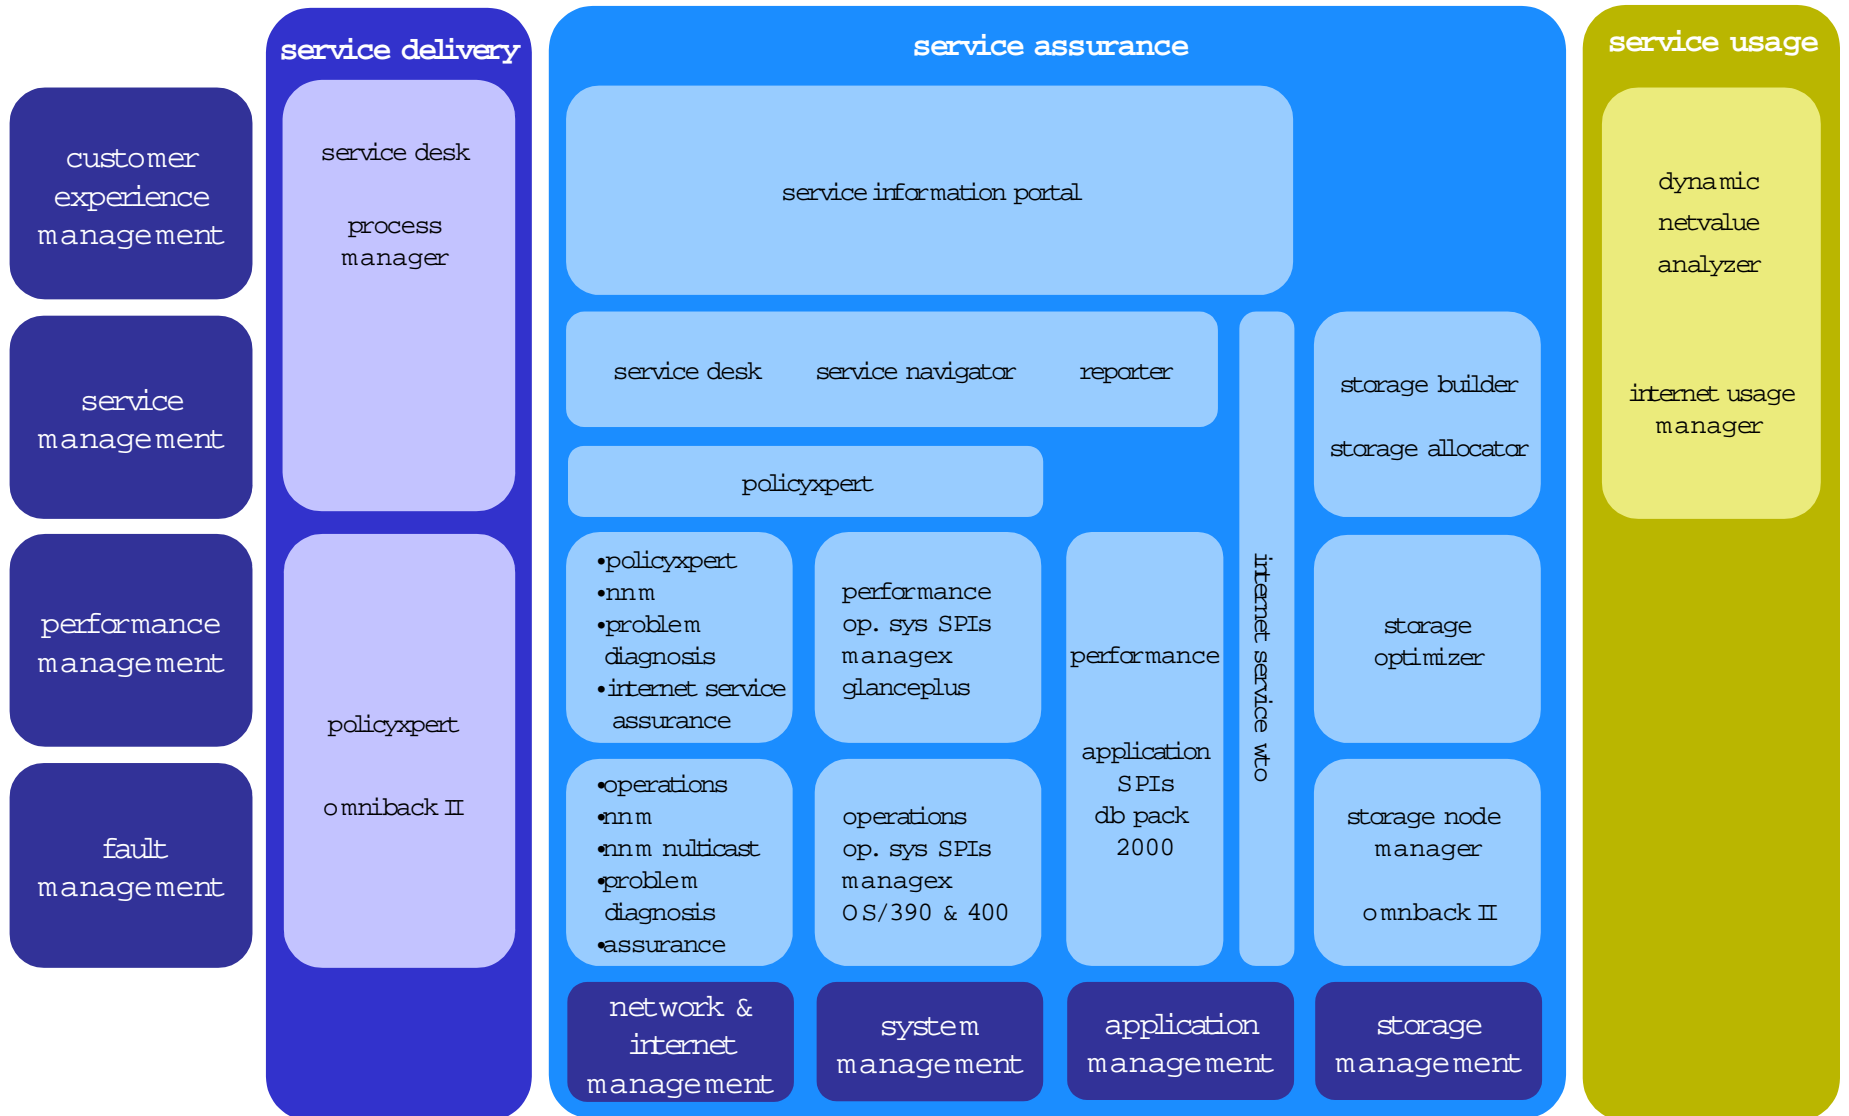 service delivery
service assurance
service usage
customer
experience
management
service
management
performance
management
fault
management
service desk
process
manager
policyxpert
omniback II
service information portal
service desk service navigator reporter
policyxpert
•policyxpert
•nnm
•problem
diagnosis
•internet service
assurance
performance
op. sys SPIs
managex
glanceplus
performance
application
SPIs
db pack
2000
internet service wto
•operations
•nnm
•nnm nulticast
•problem
diagnosis
•assurance
operations
op. sys SPIs
managex
OS/390 & 400
storage builder
storage allocator
storage
optimizer
storage node
manager
omnback II
network &
internet
management
system
management
application
management
storage
management
dynamic
netvalue
analyzer
internet usage
manager